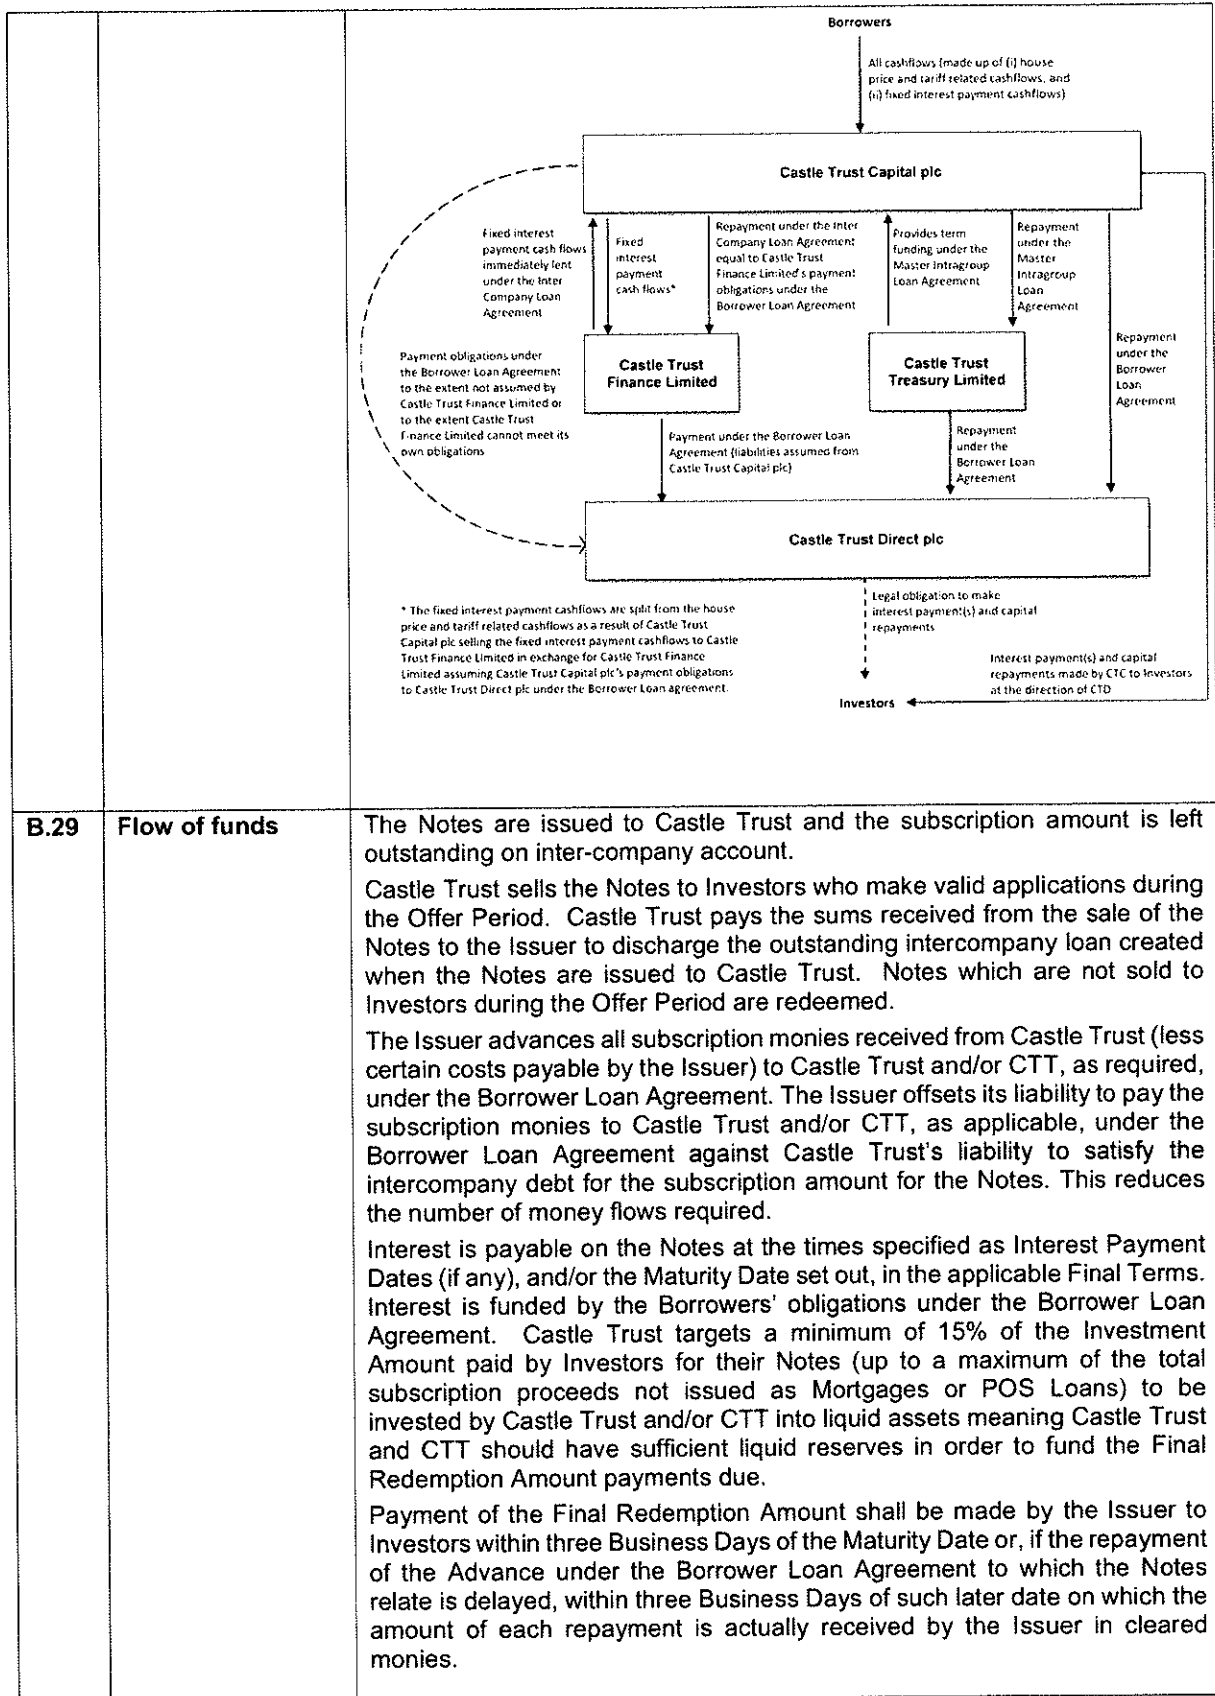 Borrowers
All cashflows (made up of (i) house
price and tariff related cashflows, and
(ii) fixed interest payment cashflows)
Castle Trust Capital plc
Fixed interest
payment cash flows
immediately lent
under the Inter
Company Loan
Agreement
Fixed
interest
payment
cash flows*
Repayment under the Inter
Company Loan Agreement
equal to Castle Trust
Finance Limited's payment
obligations under the
Borrower Loan Agreement
Provides term
funding under the
Master Intragroup
Loan Agreement
Repayment
under the
Master
Intragroup
Loan
Agreement
Repayment
under the
Borrower
Loan
Agreement
Payment obligations under
the Borrower Loan Agreement
to the extent not assumed by
Castle Trust Finance Limited or
to the extent Castle Trust
Finance Limited cannot meet its
own obligations
Castle Trust
Finance Limited
Castle Trust
Treasury Limited
Payment under the Borrower Loan
Agreement (liabilities assumed from
Castle Trust Capital plc)
Repayment
under the
Borrower Loan
Agreement
Castle Trust Direct plc
Legal obligation to make
interest payment(s) and capital
repayments
* The fixed interest payment cashflows are split from the house
price and tariff related cashflows as a result of Castle Trust
Capital plc selling the fixed interest payment cashflows to Castle
Trust Finance Limited in exchange for Castle Trust Finance
Limited assuming Castle Trust Capital plc's payment obligations
to Castle Trust Direct plc under the Borrower Loan agreement.
Interest payment(s) and capital
repayments made by CTC to Investors
at the direction of CTD
Investors
B.29 Flow of funds
The Notes are issued to Castle Trust and the subscription amount is left
outstanding on inter-company account.
Castle Trust sells the Notes to Investors who make valid applications during
the Offer Period. Castle Trust pays the sums received from the sale of the
Notes to the Issuer to discharge the outstanding intercompany loan created
when the Notes are issued to Castle Trust. Notes which are not sold to
Investors during the Offer Period are redeemed.
The Issuer advances all subscription monies received from Castle Trust (less
certain costs payable by the Issuer) to Castle Trust and/or CTT, as required,
under the Borrower Loan Agreement. The Issuer offsets its liability to pay the
subscription monies to Castle Trust and/or CTT, as applicable, under the
Borrower Loan Agreement against Castle Trust's liability to satisfy the
intercompany debt for the subscription amount for the Notes. This reduces
the number of money flows required.
Interest is payable on the Notes at the times specified as Interest Payment
Dates (if any), and/or the Maturity Date set out, in the applicable Final Terms.
Interest is funded by the Borrowers' obligations under the Borrower Loan
Agreement. Castle Trust targets a minimum of 15% of the Investment
Amount paid by Investors for their Notes (up to a maximum of the total
subscription proceeds not issued as Mortgages or POS Loans) to be
invested by Castle Trust and/or CTT into liquid assets meaning Castle Trust
and CTT should have sufficient liquid reserves in order to fund the Final
Redemption Amount payments due.
Payment of the Final Redemption Amount shall be made by the Issuer to
Investors within three Business Days of the Maturity Date or, if the repayment
of the Advance under the Borrower Loan Agreement to which the Notes
relate is delayed, within three Business Days of such later date on which the
amount of each repayment is actually received by the Issuer in cleared
monies.